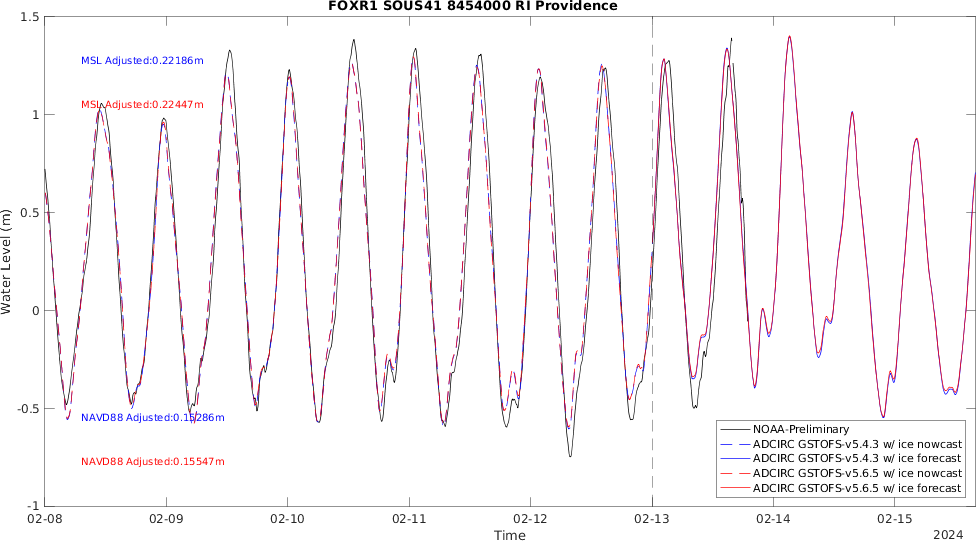 FOXR1 SOUS41 8454000 RI Providence
1.5
MSL Adjusted:0.22186m
MSL Adjusted:0.22447m
1
0.5
Water Level (m)
0
-0.5
NAVD88 Adjusted:0.15286m
NAVD88 Adjusted:0.15547m
-1
NOAA-Preliminary
ADCIRC GSTOFS-v5.4.3 w/ ice nowcast
ADCIRC GSTOFS-v5.4.3 w/ ice forecast
ADCIRC GSTOFS-v5.6.5 w/ ice nowcast
ADCIRC GSTOFS-v5.6.5 w/ ice forecast
02-08 02-09 02-10 02-11 02-12 02-13 02-14 02-15
Time
2024